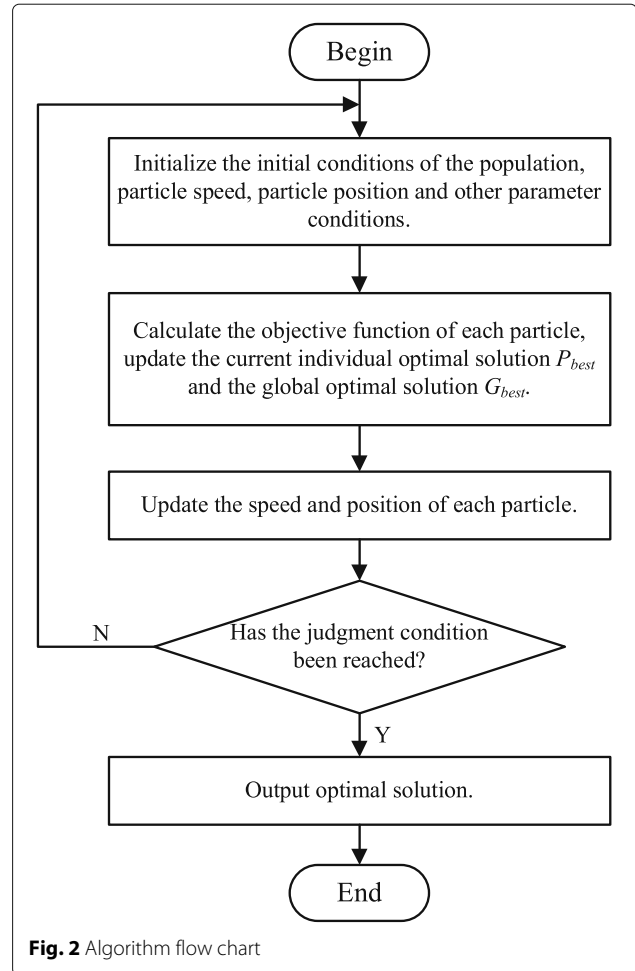 Begin
Initialize the initial conditions of the population,
particle speed, particle position and other parameter
conditions.
Calculate the objective function of each particle,
update the current individual optimal solution P_best
and the global optimal solution G_best.
Update the speed and position of each particle.
N
Has the judgment condition
been reached?
Y
Output optimal solution.
End
Fig. 2 Algorithm flow chart